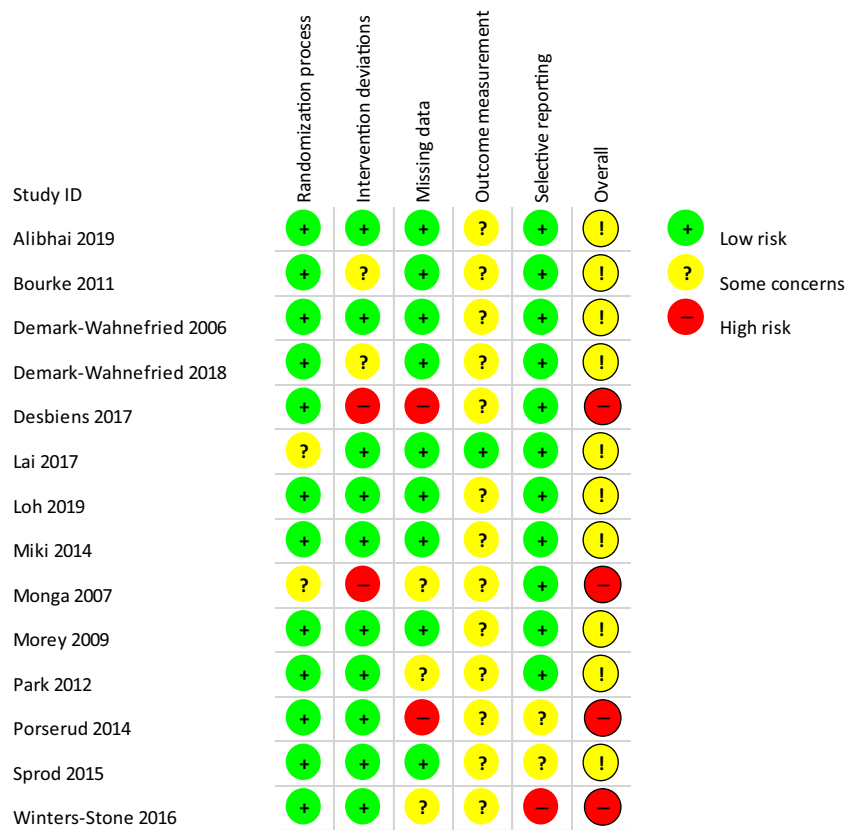 Study ID
Randomization process
Intervention deviations
Missing data
Outcome measurement
Selective reporting
Overall
Alibhai 2019 + + + ? + !
Bourke 2011 + ? + ? + !
Demark-Wahnefried 2006 + + + ? + !
Demark-Wahnefried 2018 + ? + ? + !
Desbiens 2017 + − − ? + −
Lai 2017 ? + + + + !
Loh 2019 + + + ? + !
Miki 2014 + + + ? + !
Monga 2007 ? − ? ? + −
Morey 2009 + + + ? + !
Park 2012 + + ? ? + !
Porserud 2014 + + − ? ? −
Sprod 2015 + + + ? ? !
Winters-Stone 2016 + + ? ? − −
+ Low risk
? Some concerns
− High risk